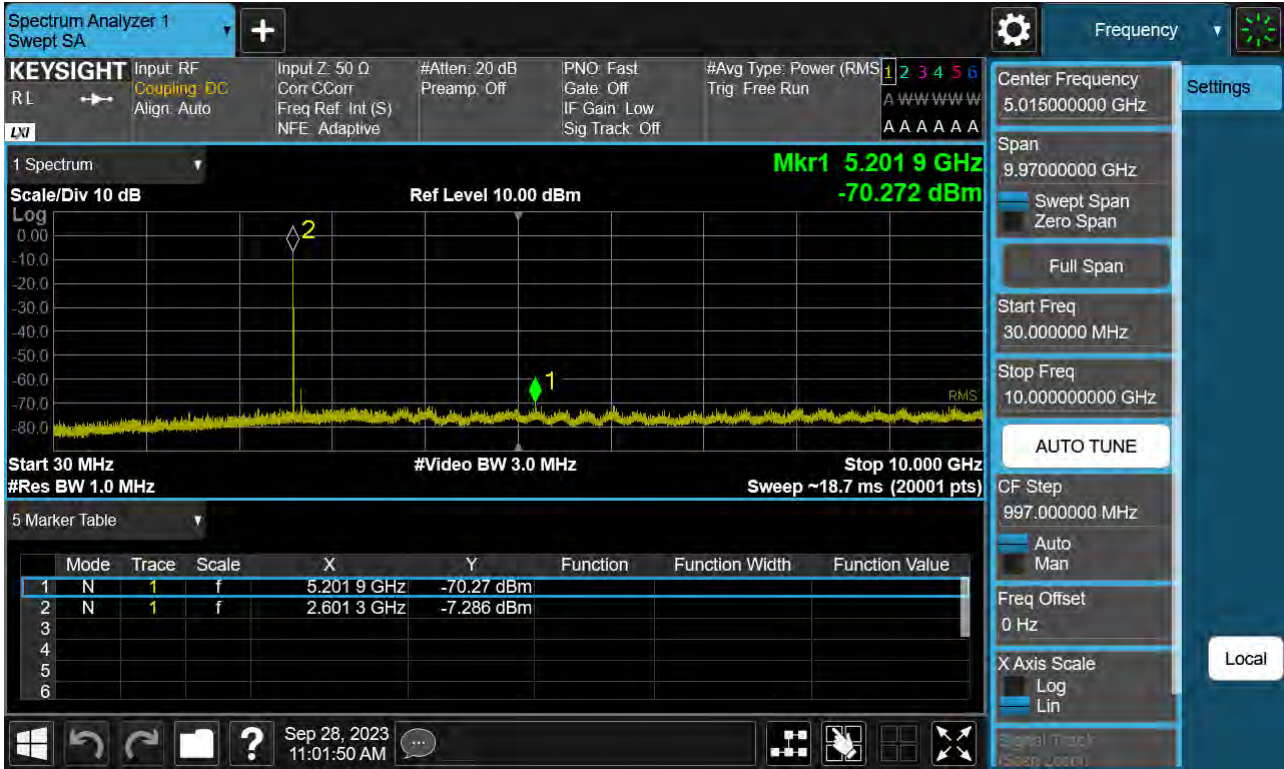 Spectrum Analyzer 1
Swept SA
+
Frequency
KEYSIGHT
R L
LXI
Input: RF
Coupling: DC
Align: Auto
Input Z: 50 Ω
Corr CCorr
Freq Ref: Int (S)
NFE: Adaptive
#Atten: 20 dB
Preamp: Off
PNO: Fast
Gate: Off
IF Gain: Low
Sig Track: Off
#Avg Type: Power (RMS
Trig: Free Run
1 2 3 4 5 6
A W W W W W
A A A A A A
1 Spectrum
Scale/Div 10 dB
Ref Level 10.00 dBm
Mkr1 5.201 9 GHz
-70.272 dBm
Log
0.00
-10.0
-20.0
-30.0
-40.0
-50.0
-60.0
-70.0
-80.0
2
1
RMS
Start 30 MHz
#Video BW 3.0 MHz
Stop 10.000 GHz
#Res BW 1.0 MHz
Sweep ~18.7 ms (20001 pts)
5 Marker Table
Mode Trace Scale X Y Function Function Width Function Value
1 N 1 f 5.201 9 GHz -70.27 dBm
2 N 1 f 2.601 3 GHz -7.286 dBm
3
4
5
6
Sep 28, 2023
11:01:50 AM
Center Frequency
5.015000000 GHz
Settings
Span
9.97000000 GHz
Swept Span
Zero Span
Full Span
Start Freq
30.000000 MHz
Stop Freq
10.000000000 GHz
AUTO TUNE
CF Step
997.000000 MHz
Auto
Man
Freq Offset
0 Hz
X Axis Scale
Log
Lin
Local
Signal Track
(Span Zoom)